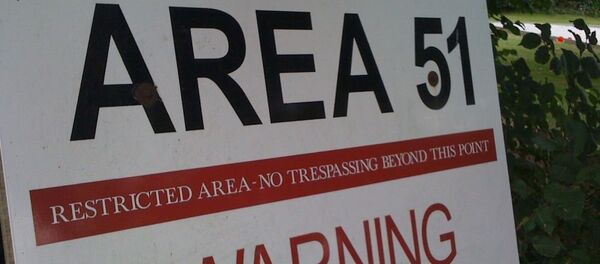 AREA 51
RESTRICTED AREA-NO TRESPASSING BEYOND THIS POINT
WARNING